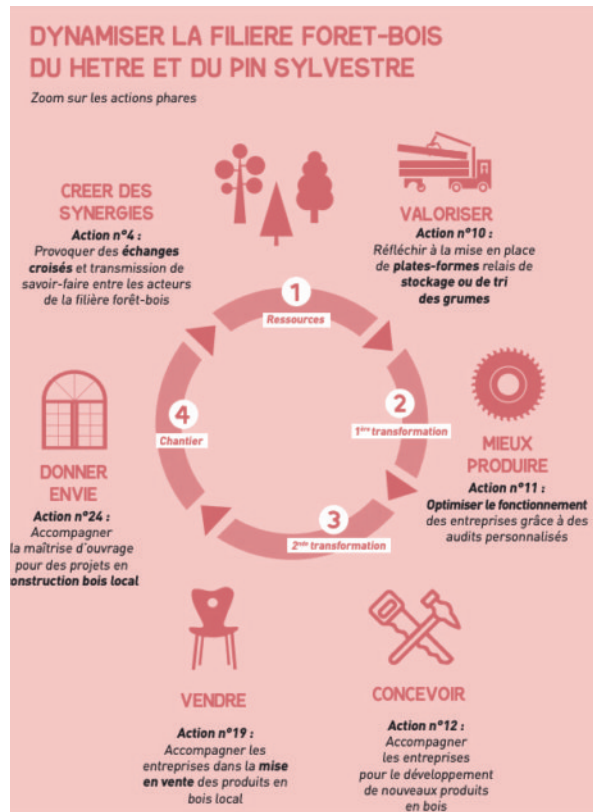 DYNAMISER LA FILIERE FORET-BOIS
DU HETRE ET DU PIN SYLVESTRE
Zoom sur les actions phares
CREER DES
SYNERGIES
Action n°4 :
Provoquer des échanges
croisés et transmission de
savoir-faire entre les acteurs
de la filière forêt-bois
VALORISER
Action n°10 :
Réfléchir à la mise en place
de plates-formes relais de
stockage ou de tri
des grumes
1
Ressources
2
1ère transformation
3
2nde transformation
4
Chantier
MIEUX
PRODUIRE
Action n°11 :
Optimiser le fonctionnement
des entreprises grâce à des
audits personnalisés
DONNER
ENVIE
Action n°24 :
Accompagner
la maîtrise d'ouvrage
pour des projets en
onstruction bois local
VENDRE
Action n°19 :
Accompagner les
entreprises dans la mise
en vente des produits en
bois local
CONCEVOIR
Action n°12 :
Accompagner
les entreprises
pour le développement
de nouveaux produits
en bois